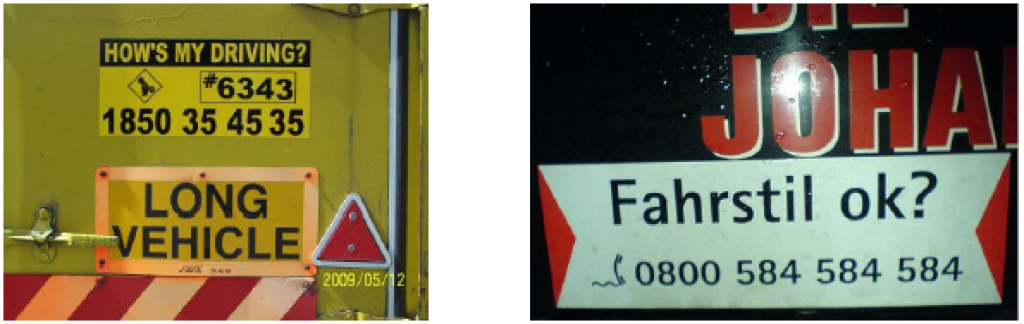 HOW'S MY DRIVING?
#6343
1850 35 45 35
LONG
VEHICLE
2009/05/12
DIE
JOHA
Fahrstil ok?
0800 584 584 584